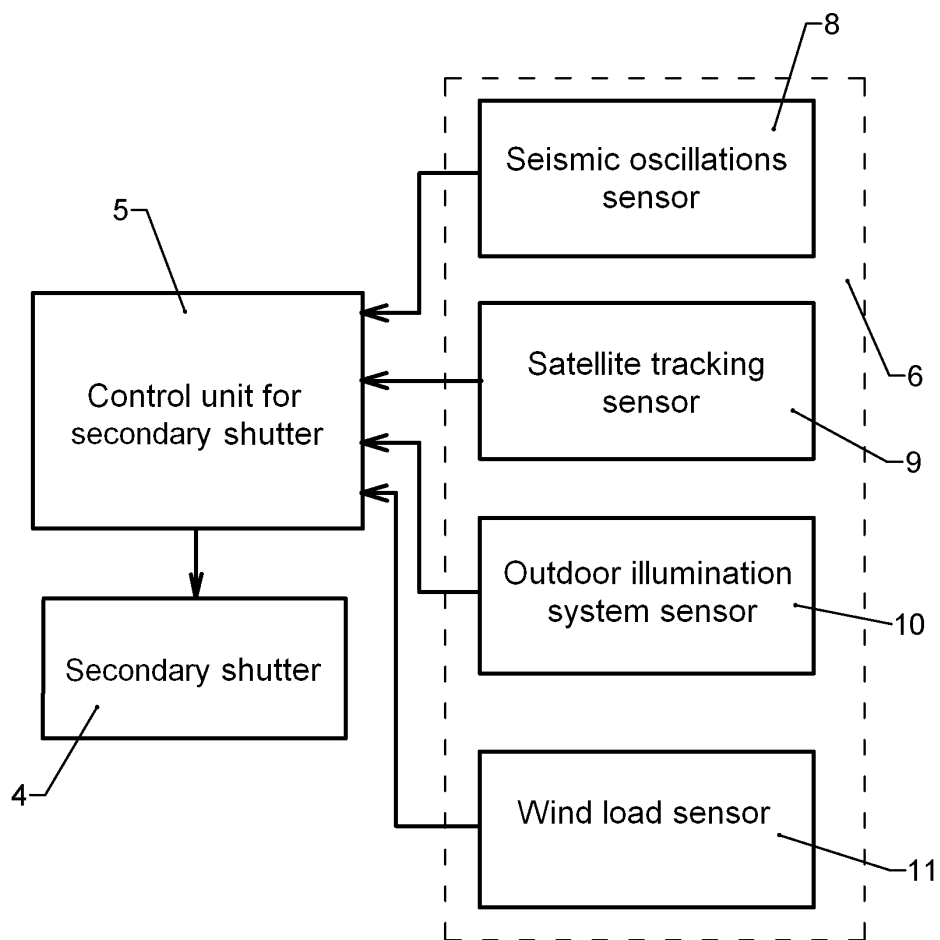 8
Seismic oscillations
sensor
5
6
Control unit for
secondary shutter
Satellite tracking
sensor
9
Outdoor illumination
system sensor
10
Secondary shutter
4
Wind load sensor
11